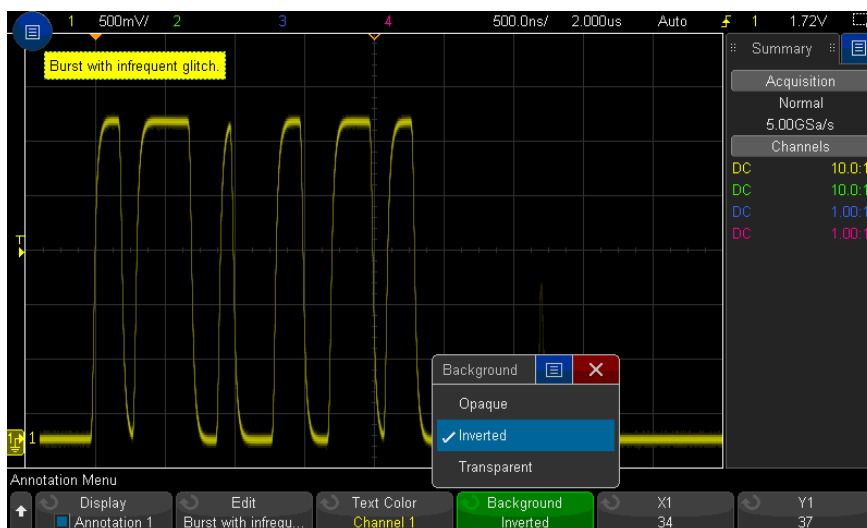 1 500mV/ 2 3 4 500.0ns/ 2.000us Auto 1 1.72V
Burst with infrequent glitch.
Summary
Acquisition
Normal
5.00GSa/s
Channels
DC 10.0:1
DC 10.0:1
DC 1.00:1
DC 1.00:1
T
1 1
Background
Opaque
Inverted
Transparent
Annotation Menu
Display Edit Text Color Background X1 Y1
Annotation 1 Burst with infrequ... Channel 1 Inverted 34 37